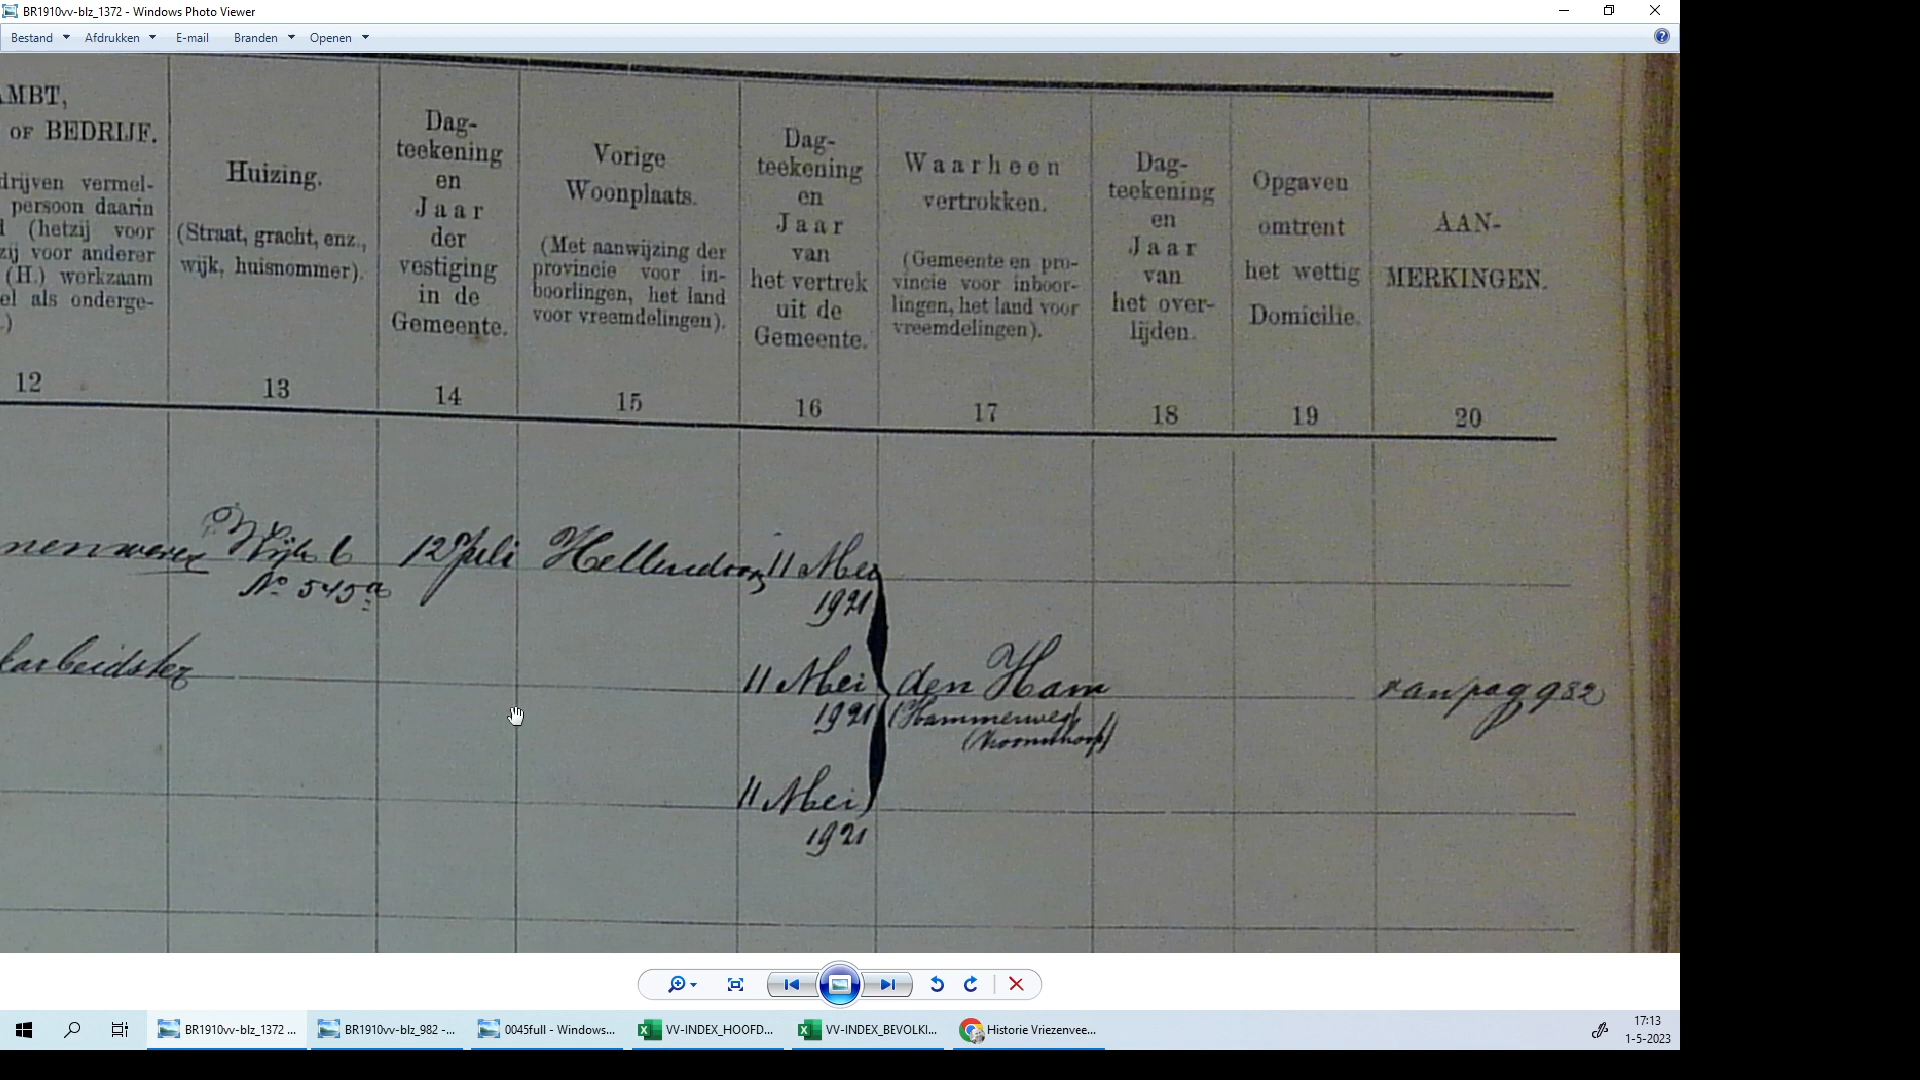 BR1910vv-blz_1372 - Windows Photo Viewer
Bestand Afdrukken E-mail Branden Openen
AMBT,
OF BEDRIJF.
drijven vermel-
persoon daarin
(hetzij voor
zij voor anderer
(H.) werkzaam
el als onderge-
.)
12
Huizing.
(Straat, gracht, enz.,
wijk, huisnommer).
13
Dag-
teekening
en
Jaar
der
vestiging
in de
Gemeente.
14
Vorige
Woonplaats.
(Met aanwijzing der
provincie voor in-
boorlingen, het land
voor vreemdelingen).
15
Dag-
teekening
en
Jaar
van
het vertrek
uit de
Gemeente.
16
Waarheen
vertrokken.
(Gemeente en pro-
vincie voor inboor-
lingen, het land voor
vreemdelingen).
17
Dag-
teekening
en
Jaar
van
het over-
lijden.
18
Opgaven
omtrent
het wettig
Domicilie.
19
AAN-
MERKINGEN.
20
nenwever Wijk 6 12 Juli Hellendoorn 11 Mei
No 545a 1921
karbeidster 11 Mei den Ham van pag 982
1921 (Hammerweg
11 Mei
1921
BR1910vv-blz_1372 ... BR1910vv-blz_982 -... 0045full - Windows... VV-INDEX_HOOFD... VV-INDEX_BEVOLKI... Historie Vriezenvee...
17:13
1-5-2023